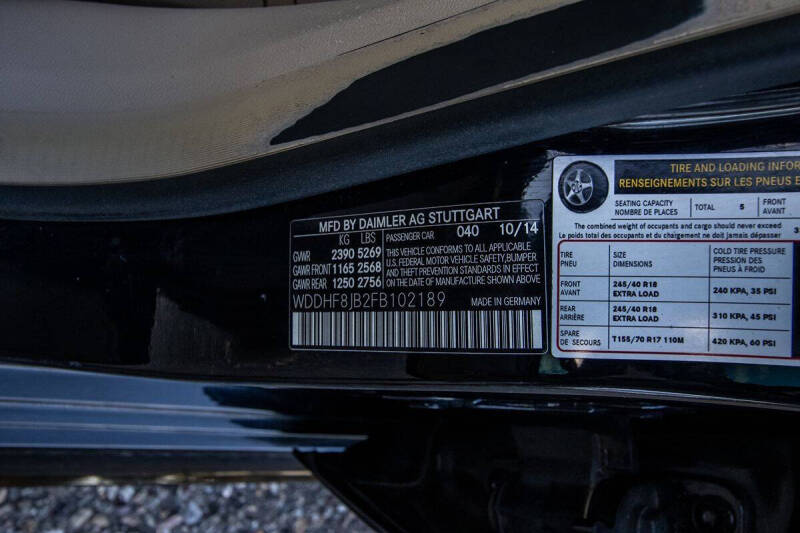 MFD BY DAIMLER AG STUTTGART
KG LBS PASSENGER CAR 040 10/14
GVWR 2390 5269
GAWR FRONT 1165 2568
GAWR REAR 1250 2756
THIS VEHICLE CONFORMS TO ALL APPLICABLE
U.S. FEDERAL MOTOR VEHICLE SAFETY, BUMPER
AND THEFT PREVENTION STANDARDS IN EFFECT
ON THE DATE OF MANUFACTURE SHOWN ABOVE
WDDHF8JB2FB102189 MADE IN GERMANY
TIRE AND LOADING
RENSEIGNEMENTS SUR LES PNEUS
SEATING CAPACITY TOTAL 5 FRONT
NOMBRE DE PLACES AVANT
The combined weight of occupants and cargo should never exceed
Le poids total des occupants et du chargement ne doit jamais dépasser
TIRE SIZE COLD TIRE PRESSURE
PNEU DIMENSIONS PRESSION DES
PNEUS À FROID
FRONT 245/40 R18 240 KPA, 35 PSI
AVANT EXTRA LOAD
REAR 245/40 R18 310 KPA, 45 PSI
ARRIÈRE EXTRA LOAD
SPARE T155/70 R17 110M 420 KPA, 60 PSI
DE SECOURS